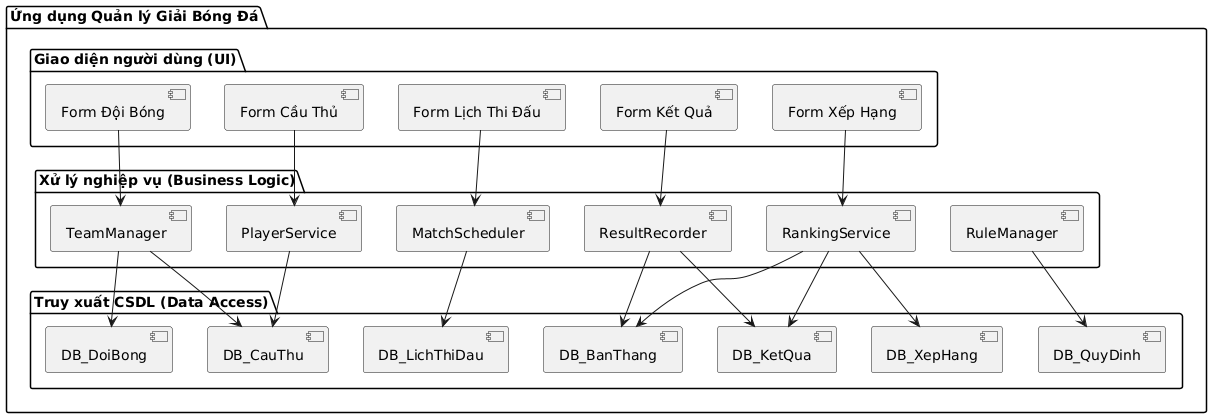 Ứng dụng Quản lý Giải Bóng Đá
Giao diện người dùng (UI)
Form Đội Bóng
Form Cầu Thủ
Form Lịch Thi Đấu
Form Kết Quả
Form Xếp Hạng
Xử lý nghiệp vụ (Business Logic)
TeamManager
PlayerService
MatchScheduler
ResultRecorder
RankingService
RuleManager
Truy xuất CSDL (Data Access)
DB_DoiBong
DB_CauThu
DB_LichThiDau
DB_BanThang
DB_KetQua
DB_XepHang
DB_QuyDinh